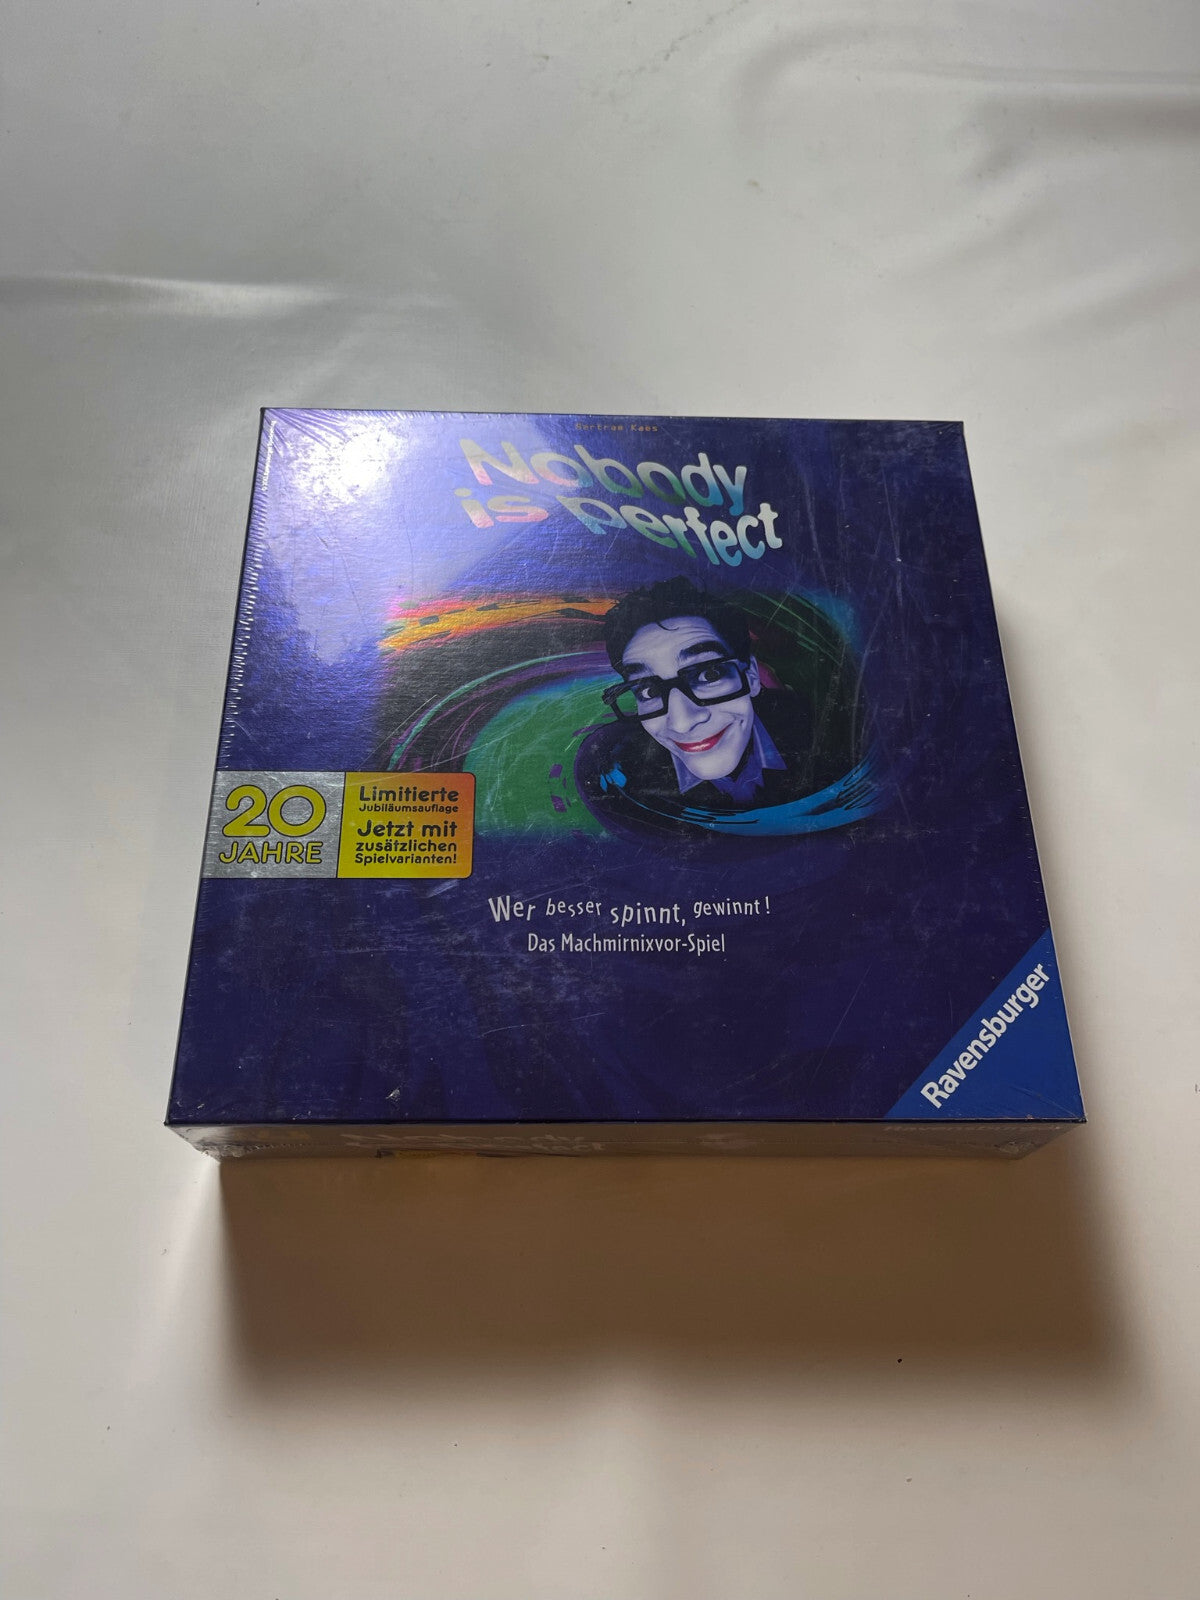 Bertram Kaes
Nobody
is perfect
20
JAHRE
Limitierte
Jubiläumsauflage
Jetzt mit
zusätzlichen
Spielvarianten!
Wer besser spinnt, gewinnt!
Das Machmirnixvor-Spiel
Ravensburger
Nobody